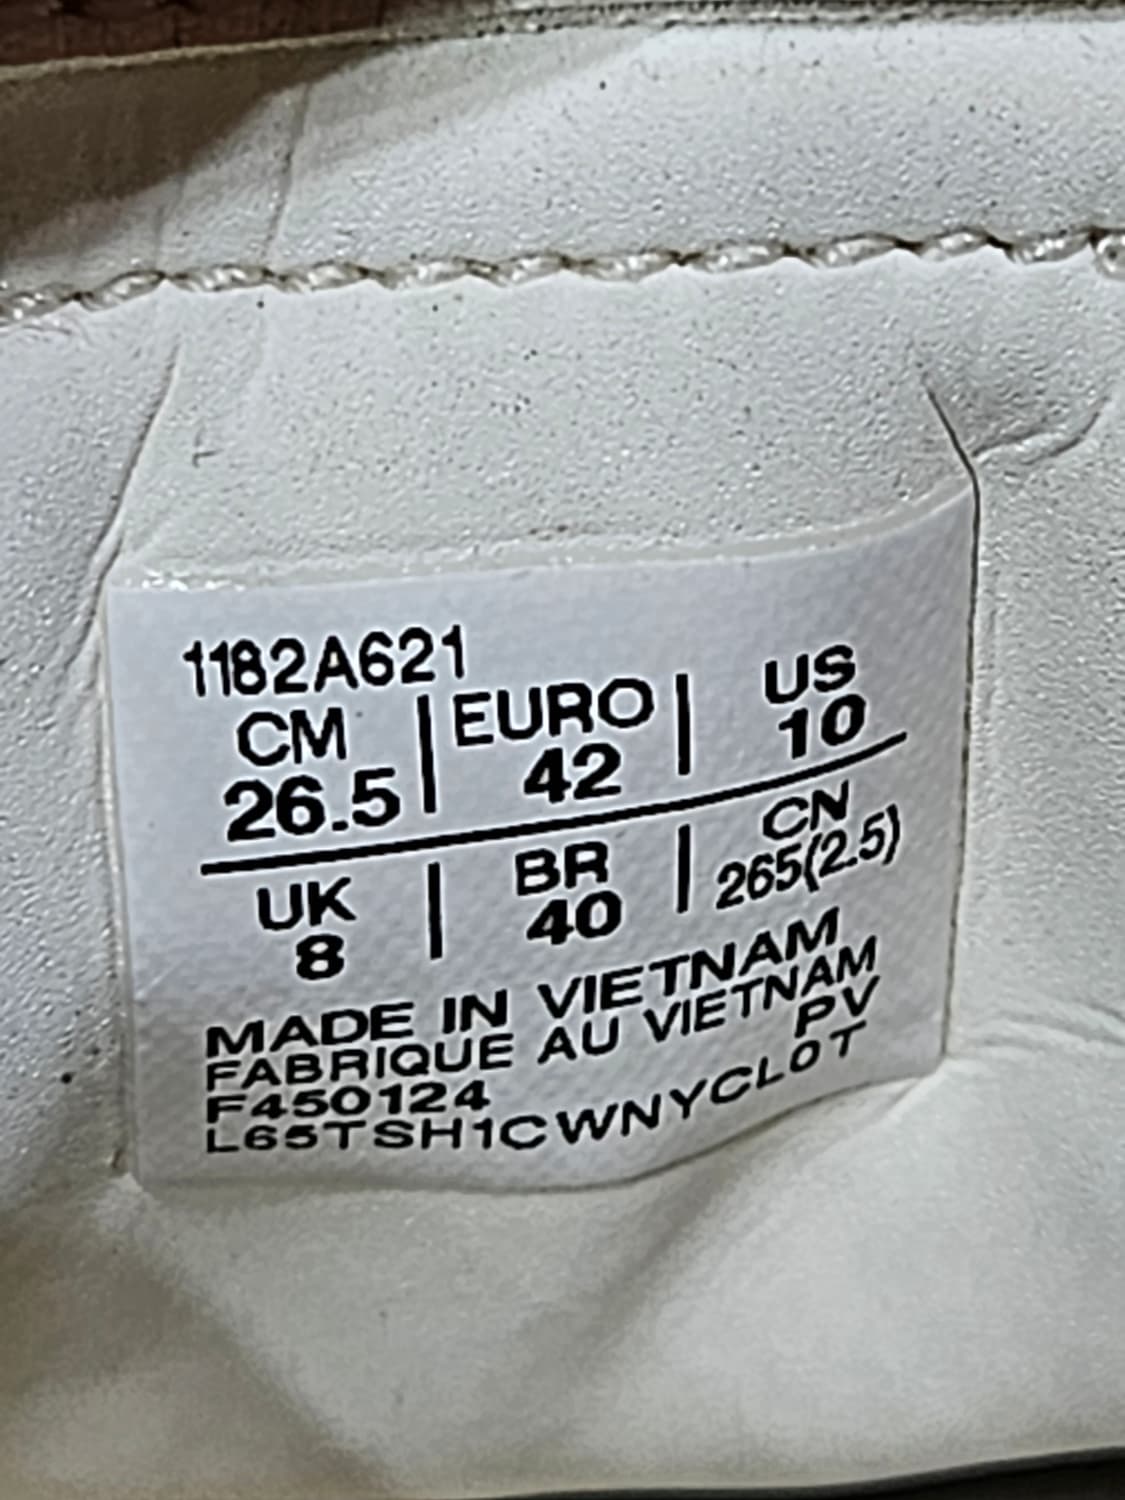 1182A621
CM | EURO | US
26.5 | 42 | 10
UK | BR | CN
8 | 40 | 265(2.5)
MADE IN VIETNAM
FABRIQUE AU VIETNAM
F450124 PV
L65TSH1CWNYCLOT